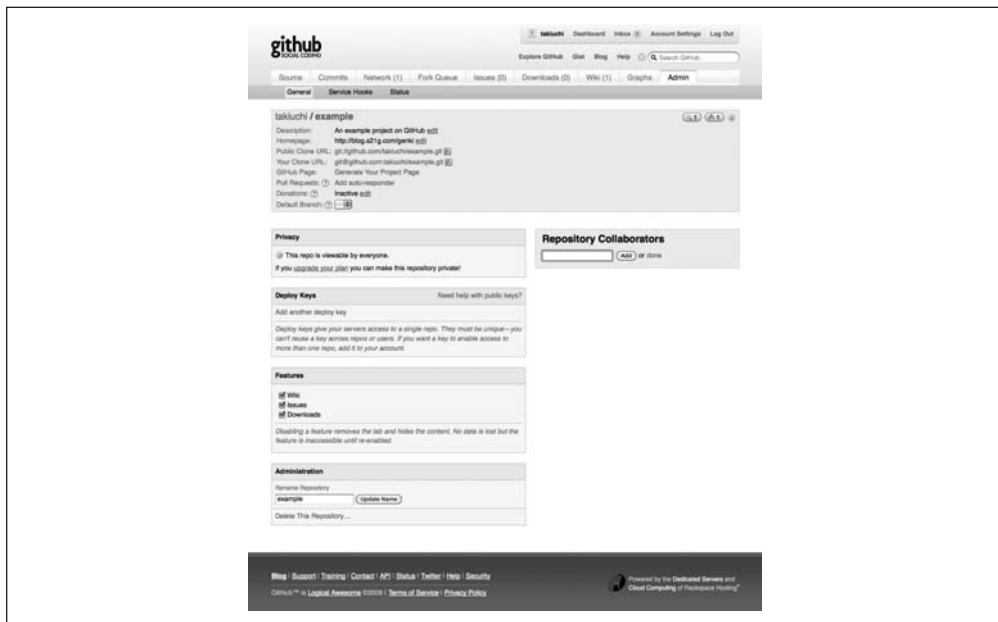 github
SOCIAL CODING
takiuchi Dashboard Inbox 0 Account Settings Log Out
Explore GitHub Gist Blog Help Search GitHub...
Source Commits Network (1) Fork Queue Issues (0) Downloads (0) Wiki (1) Graphs Admin
General Service Hooks Status
takiuchi / example
1 1
Description: An example project on GitHub edit
Homepage: http://blog.s21g.com/genki edit
Public Clone URL: git://github.com/takiuchi/example.git
Your Clone URL: git@github.com:takiuchi/example.git
GitHub Page: Generate Your Project Page
Pull Requests: (?) Add auto-responder
Donations: (?) Inactive edit
Default Branch: (?)
Privacy
This repo is viewable by everyone.
If you upgrade your plan you can make this repository private!
Repository Collaborators
Add or done
Deploy Keys Need help with public keys?
Add another deploy key
Deploy keys give your servers access to a single repo. They must be unique—you
can't reuse a key across repos or users. If you want a key to enable access to
more than one repo, add it to your account.
Features
Wiki
Issues
Downloads
Disabling a feature removes the tab and hides the content. No data is lost but the
feature is inaccessible until re-enabled.
Administration
Rename Repository
example Update Name
Delete This Repository...
Blog | Support | Training | Contact | API | Status | Twitter | Help | Security
GitHub™ is Logical Awesome ©2009 | Terms of Service | Privacy Policy
Powered by the Dedicated Servers and
Cloud Computing of Rackspace Hosting®